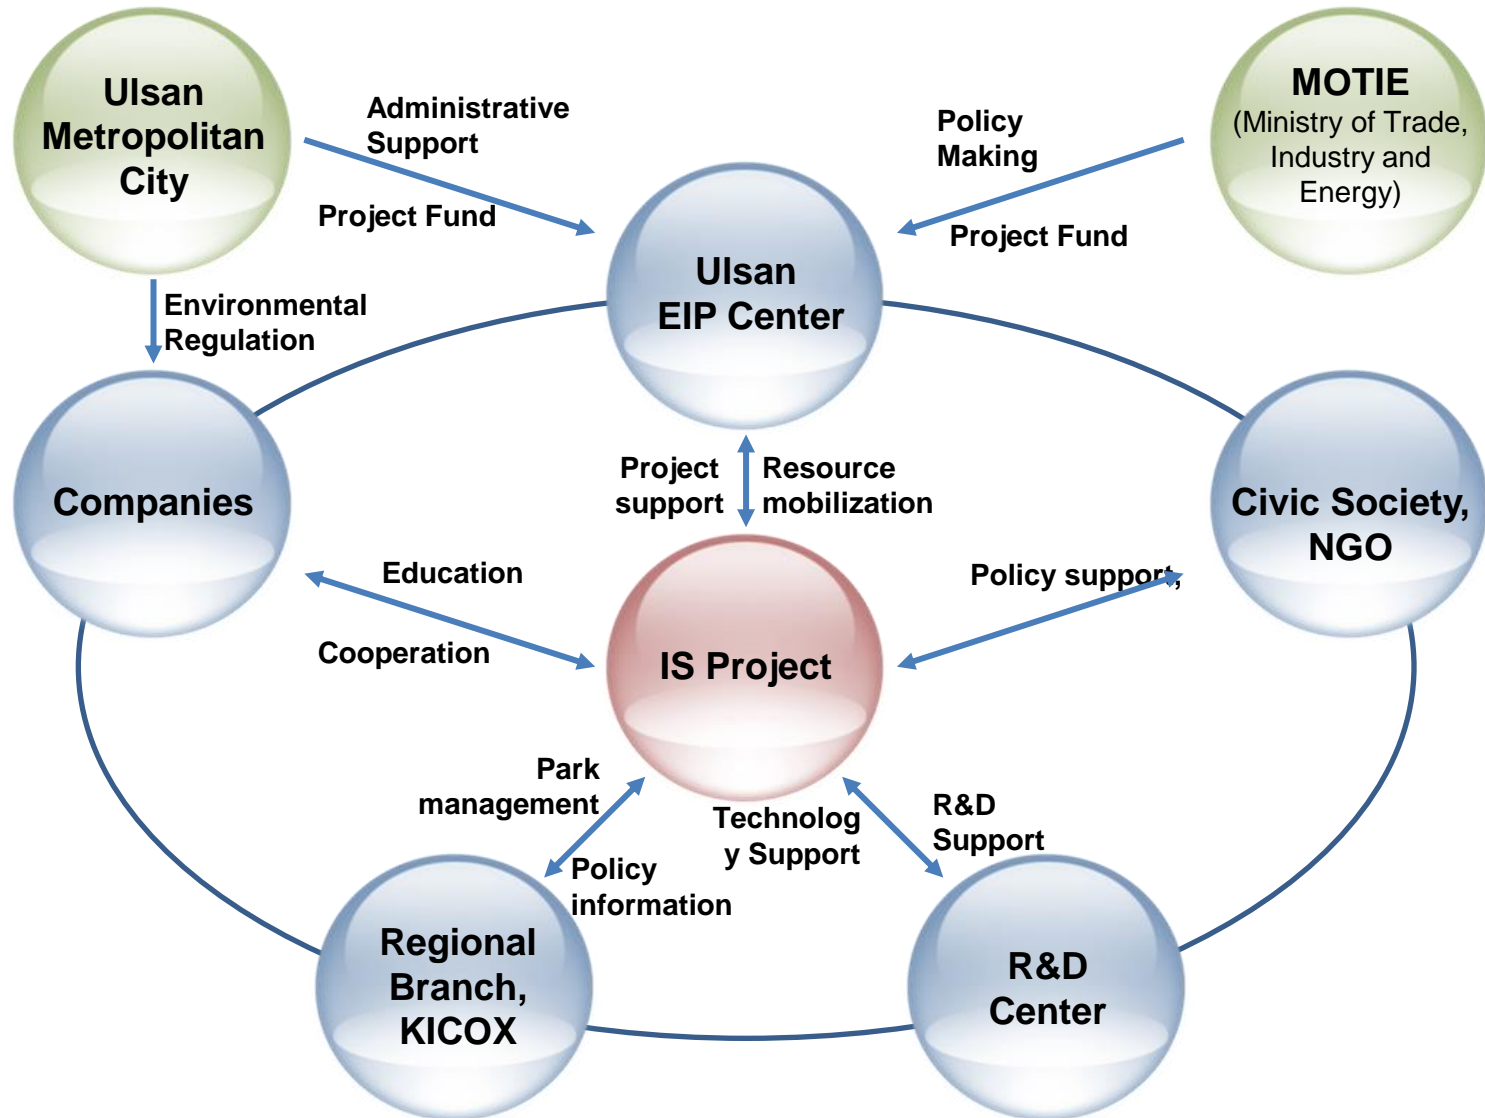 Ulsan
Metropolitan
City
Administrative
Support
Project Fund
Policy
Making
Project Fund
MOTIE
(Ministry of Trade,
Industry and
Energy)
Environmental
Regulation
Ulsan
EIP Center
Companies
Project
support
Resource
mobilization
Civic Society,
NGO
Education
Cooperation
Policy support,
IS Project
Park
management
Policy
information
Technolog
y Support
R&D
Support
Regional
Branch,
KICOX
R&D
Center